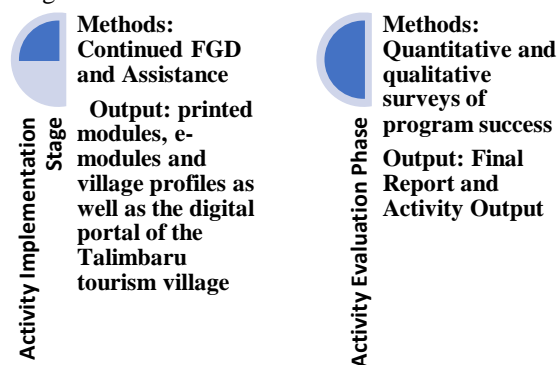 Activity Implementation
Stage
Methods:
Continued FGD
and Assistance
Output: printed
modules, e-
modules and
village profiles as
well as the digital
portal of the
Talimbaru
tourism village
Activity Evaluation Phase
Methods:
Quantitative and
qualitative
surveys of
program success
Output: Final
Report and
Activity Output